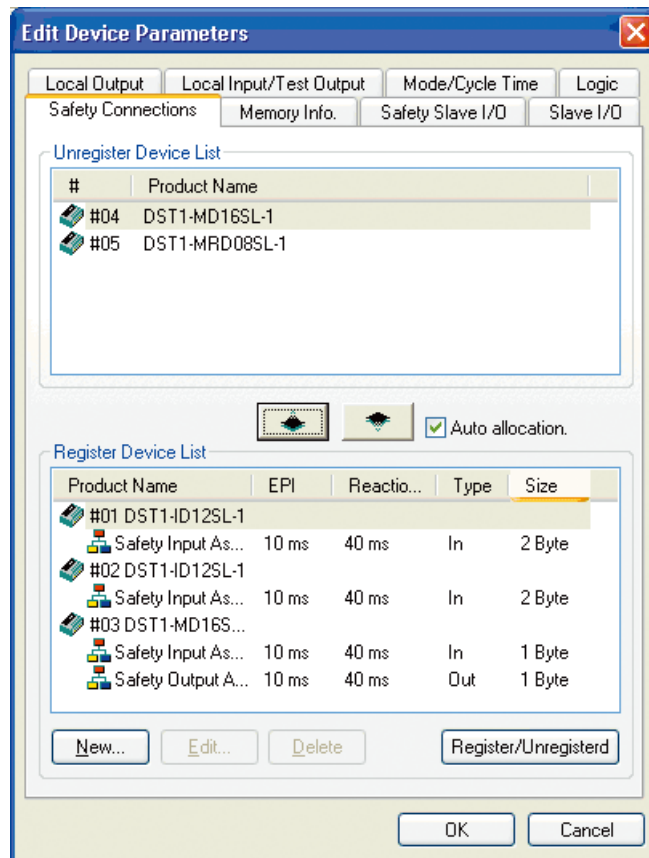 Edit Device Parameters
Local Output Local Input/Test Output Mode/Cycle Time Logic
Safety Connections Memory Info. Safety Slave I/O Slave I/O
Unregister Device List
# Product Name
#04 DST1-MD16SL-1
#05 DST1-MRD08SL-1
Auto allocation.
Register Device List
Product Name EPI Reactio... Type Size
#01 DST1-ID12SL-1
Safety Input As... 10 ms 40 ms In 2 Byte
#02 DST1-ID12SL-1
Safety Input As... 10 ms 40 ms In 2 Byte
#03 DST1-MD16S...
Safety Input As... 10 ms 40 ms In 1 Byte
Safety Output A... 10 ms 40 ms Out 1 Byte
New... Edit... Delete Register/Unregisterd
OK Cancel